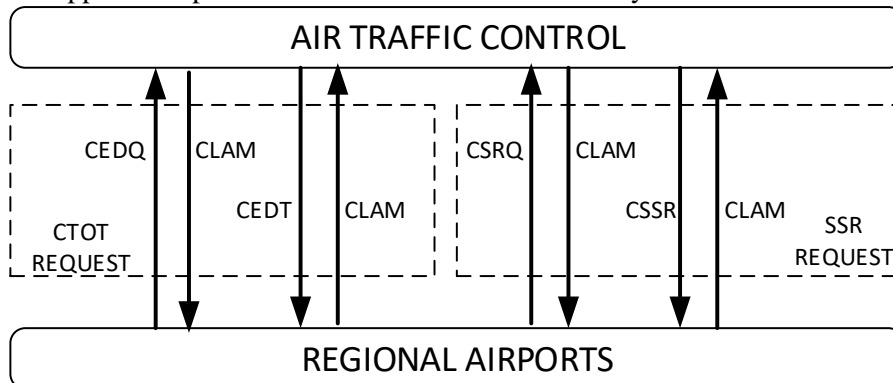 AIR TRAFFIC CONTROL
CEDQ
CLAM
CSRQ
CLAM
CEDT
CLAM
CSSR
CLAM
CTOT
REQUEST
SSR
REQUEST
REGIONAL AIRPORTS